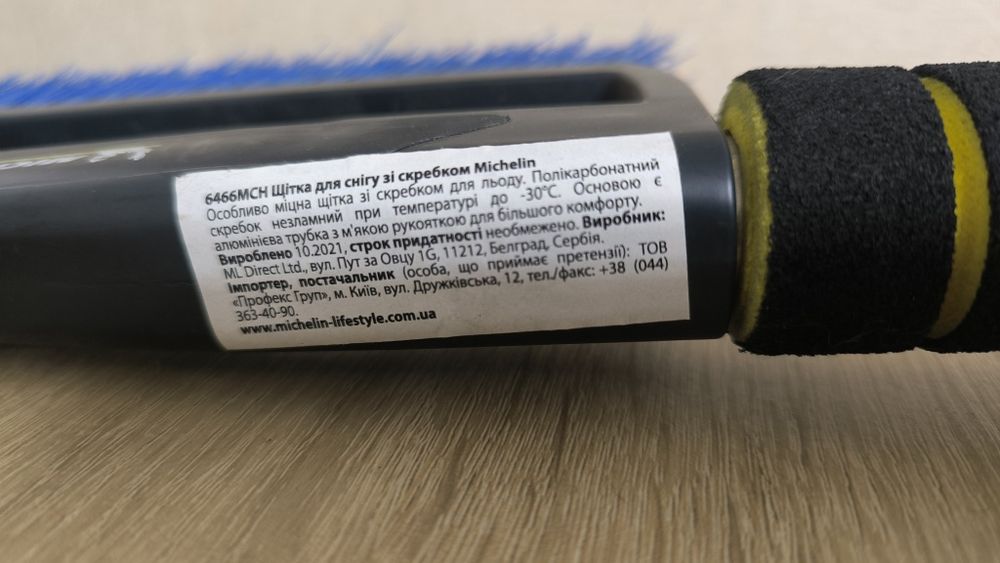 6466MCH Щітка для снігу зі скребком Michelin
Особливо міцна щітка зі скребком для льоду. Полікарбонатний
скребок незламний при температурі до -30°С. Основою є
алюмінієва трубка з м'якою рукояткою для більшого комфорту.
Вироблено 10.2021, строк придатності необмежено. Виробник:
ML Direct Ltd., вул. Пут за Овцу 1G, 11212, Белград, Сербія.
Імпортер, постачальник (особа, що приймає претензії): ТОВ
«Профекс Груп», м. Київ, вул. Дружківська, 12, тел./факс: +38 (044)
363-40-90.
www.michelin-lifestyle.com.ua